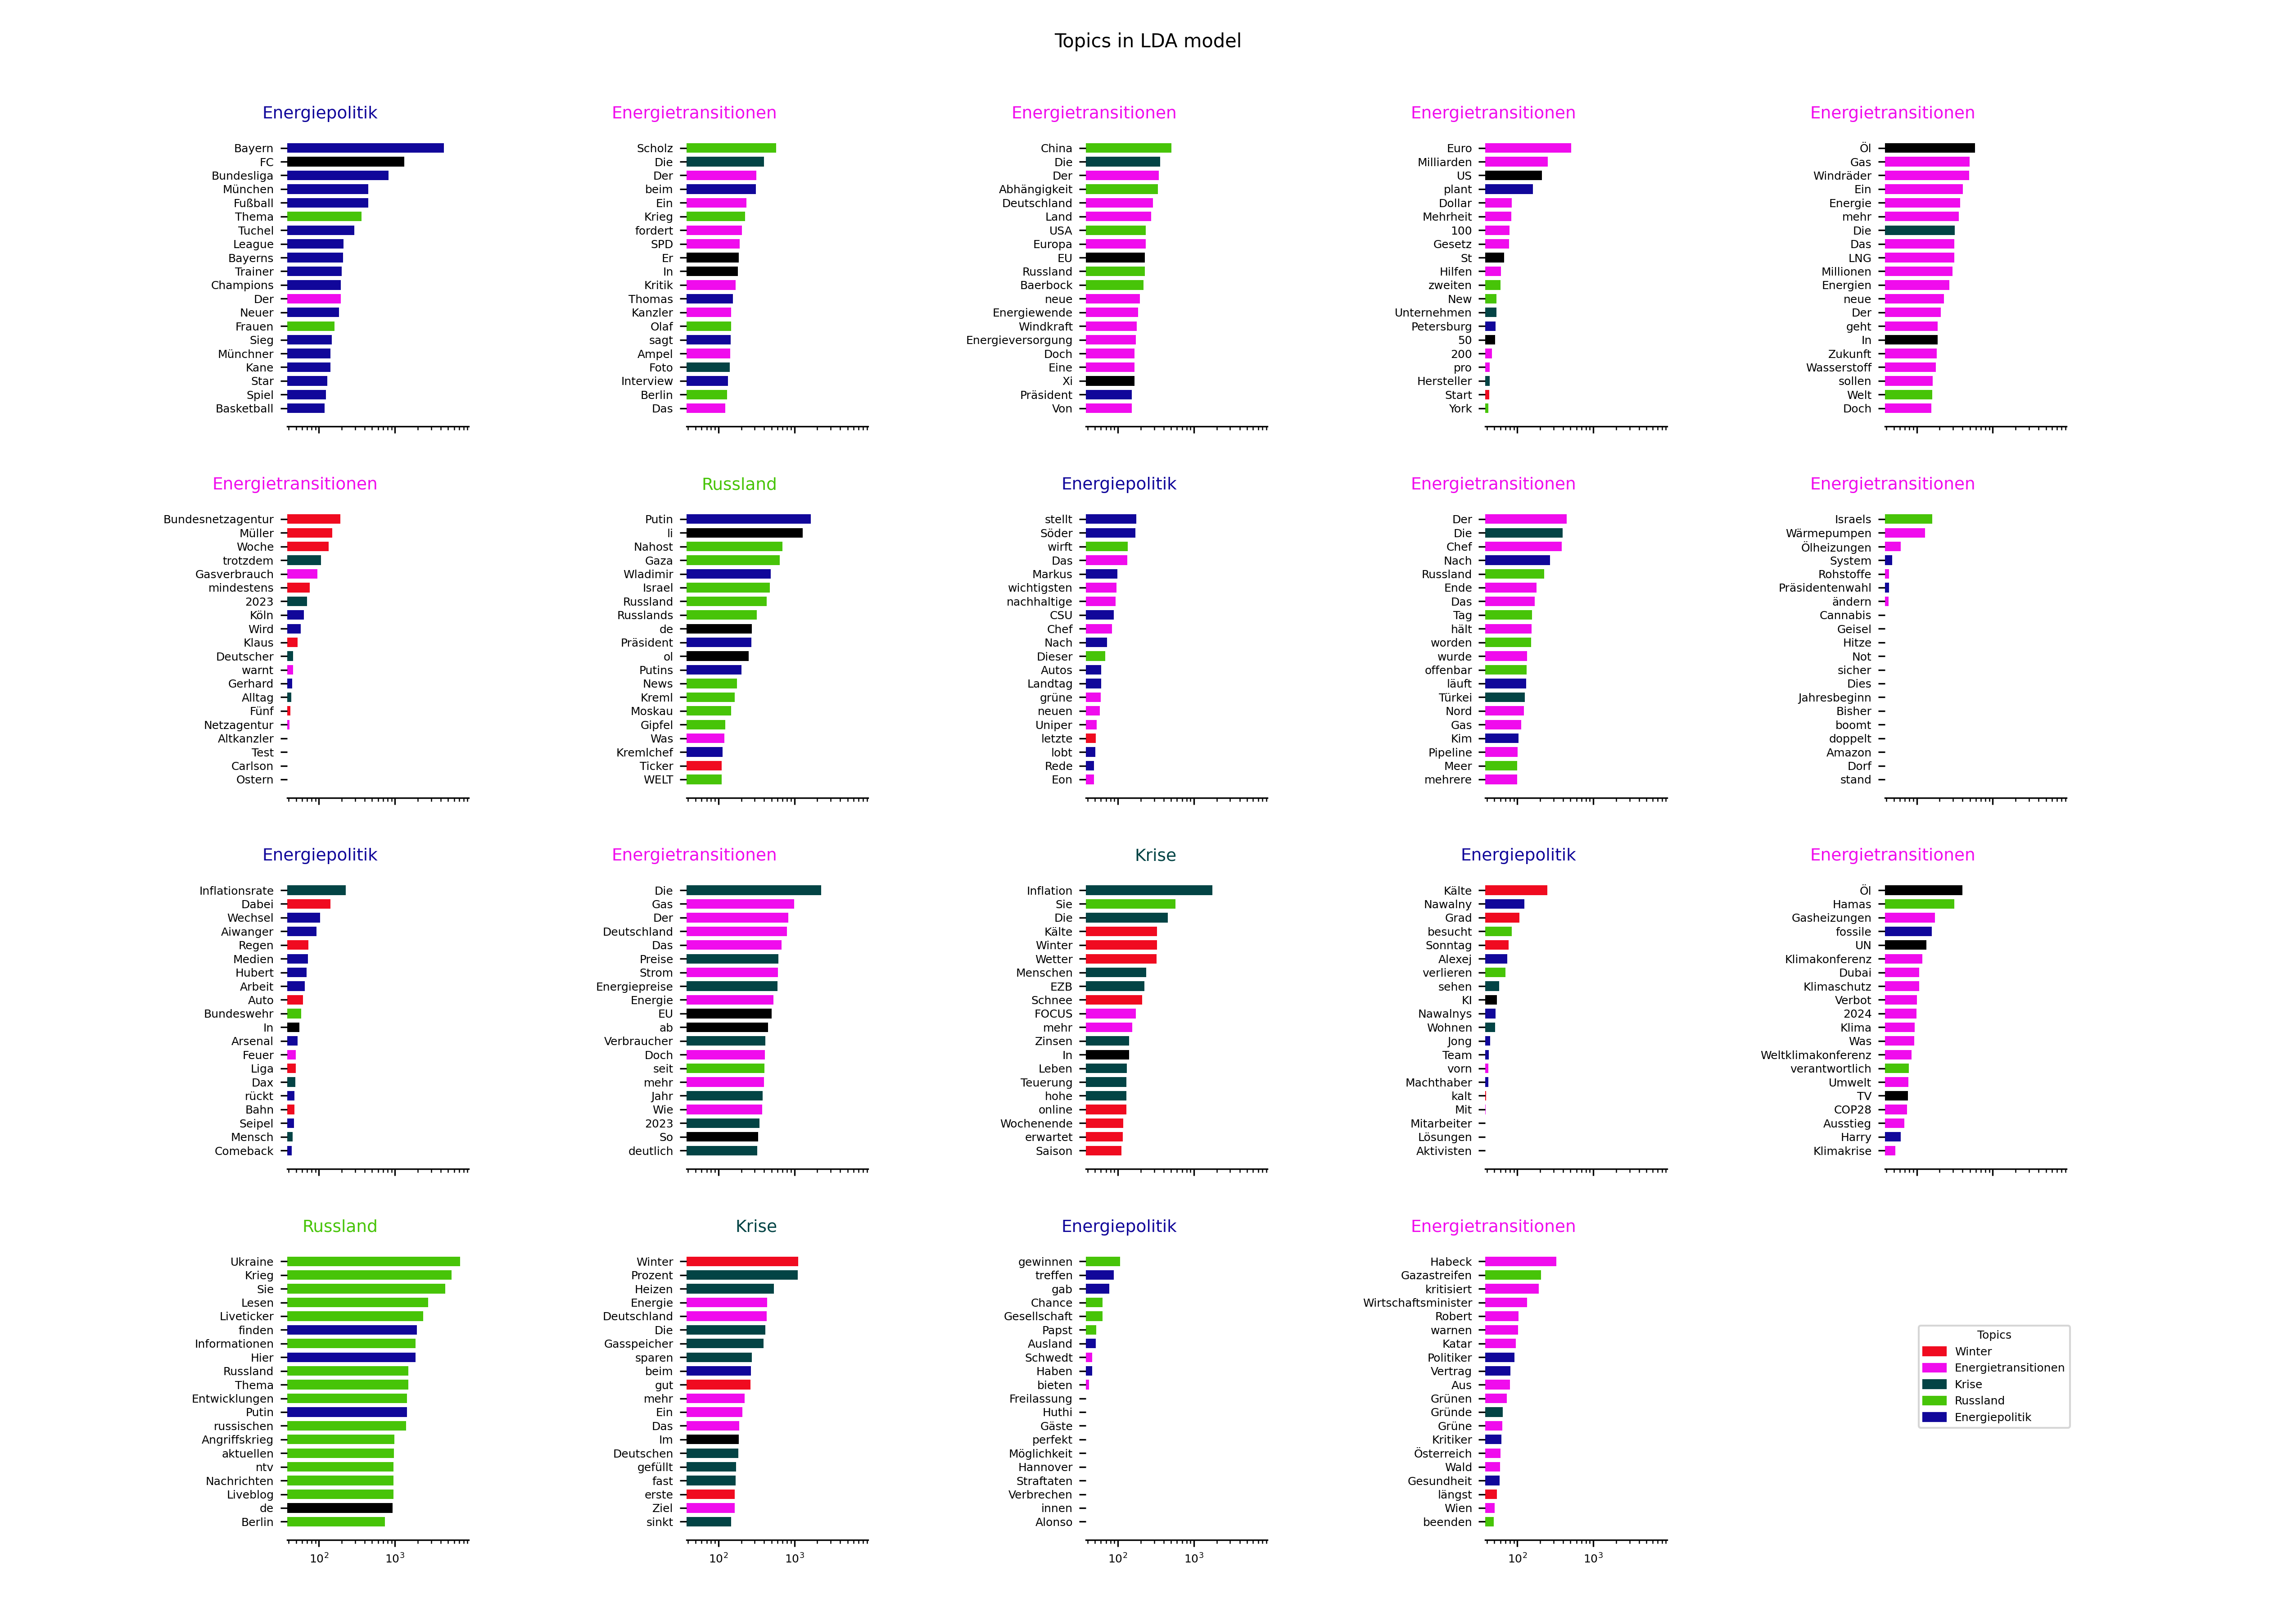 Topics in LDA model
Energiepolitik
Bayern
FC
Bundesliga
München
Fußball
Thema
Tuchel
League
Bayerns
Trainer
Champions
Der
Neuer
Frauen
Sieg
Münchner
Kane
Star
Spiel
Basketball
Energietransitionen
Scholz
Die
Der
beim
Ein
Krieg
fordert
SPD
Er
In
Kritik
Thomas
Kanzler
Olaf
sagt
Ampel
Foto
Interview
Berlin
Das
Energietransitionen
China
Die
Der
Abhängigkeit
Deutschland
Land
USA
Europa
EU
Russland
Baerbock
neue
Energiewende
Windkraft
Energieversorgung
Doch
Eine
Xi
Präsident
Von
Energietransitionen
Euro
Milliarden
US
plant
Dollar
Mehrheit
100
Gesetz
St
Hilfen
zweiten
New
Unternehmen
Petersburg
50
200
pro
Hersteller
Start
York
Energietransitionen
Öl
Gas
Windräder
Ein
Energie
mehr
Die
Das
LNG
Millionen
Energien
neue
Der
geht
In
Zukunft
Wasserstoff
sollen
Welt
Doch
Energietransitionen
Bundesnetzagentur
Müller
Woche
trotzdem
Gasverbrauch
mindestens
2023
Köln
Wird
Klaus
Deutscher
warnt
Gerhard
Alltag
Fünf
Netzagentur
Altkanzler
Test
Carlson
Ostern
Russland
Putin
li
Nahost
Gaza
Wladimir
Israel
Russland
Russlands
de
Präsident
ol
Putins
News
Kreml
Moskau
Gipfel
Was
Kremlchef
Ticker
WELT
Energiepolitik
stellt
Söder
wirft
Das
Markus
wichtigsten
nachhaltige
CSU
Chef
Nach
Dieser
Autos
Landtag
grüne
neuen
Uniper
letzte
lobt
Rede
Eon
Energietransitionen
Der
Die
Chef
Nach
Russland
Ende
Das
Tag
hält
worden
wurde
offenbar
läuft
Türkei
Nord
Gas
Kim
Pipeline
Meer
mehrere
Energietransitionen
Israels
Wärmepumpen
Ölheizungen
System
Rohstoffe
Präsidentenwahl
ändern
Cannabis
Geisel
Hitze
Not
sicher
Dies
Jahresbeginn
Bisher
boomt
doppelt
Amazon
Dorf
stand
Energiepolitik
Inflationsrate
Dabei
Wechsel
Aiwanger
Regen
Medien
Hubert
Arbeit
Auto
Bundeswehr
In
Arsenal
Feuer
Liga
Dax
rückt
Bahn
Seipel
Mensch
Comeback
Energietransitionen
Die
Gas
Der
Deutschland
Das
Preise
Strom
Energiepreise
Energie
EU
ab
Verbraucher
Doch
seit
mehr
Jahr
Wie
2023
So
deutlich
Krise
Inflation
Sie
Die
Kälte
Winter
Wetter
Menschen
EZB
Schnee
FOCUS
mehr
Zinsen
In
Leben
Teuerung
hohe
online
Wochenende
erwartet
Saison
Energiepolitik
Kälte
Nawalny
Grad
besucht
Sonntag
Alexej
verlieren
sehen
KI
Nawalnys
Wohnen
Jong
Team
vorn
Machthaber
kalt
Mit
Mitarbeiter
Lösungen
Aktivisten
Energietransitionen
Öl
Hamas
Gasheizungen
fossile
UN
Klimakonferenz
Dubai
Klimaschutz
Verbot
2024
Klima
Was
Weltklimakonferenz
verantwortlich
Umwelt
TV
COP28
Ausstieg
Harry
Klimakrise
Russland
Ukraine
Krieg
Sie
Lesen
Liveticker
finden
Informationen
Hier
Russland
Thema
Entwicklungen
Putin
russischen
Angriffskrieg
aktuellen
ntv
Nachrichten
Liveblog
de
Berlin
10² 10³
Krise
Winter
Prozent
Heizen
Energie
Deutschland
Die
Gasspeicher
sparen
beim
gut
mehr
Ein
Das
Im
Deutschen
gefüllt
fast
erste
Ziel
sinkt
10² 10³
Energiepolitik
gewinnen
treffen
gab
Chance
Gesellschaft
Papst
Ausland
Schwedt
Haben
bieten
Freilassung
Huthi
Gäste
perfekt
Möglichkeit
Hannover
Straftaten
Verbrechen
innen
Alonso
10² 10³
Energietransitionen
Habeck
Gazastreifen
kritisiert
Wirtschaftsminister
Robert
warnen
Katar
Politiker
Vertrag
Aus
Grünen
Gründe
Grüne
Kritiker
Österreich
Wald
Gesundheit
längst
Wien
beenden
10² 10³
Topics
Winter
Energietransitionen
Krise
Russland
Energiepolitik